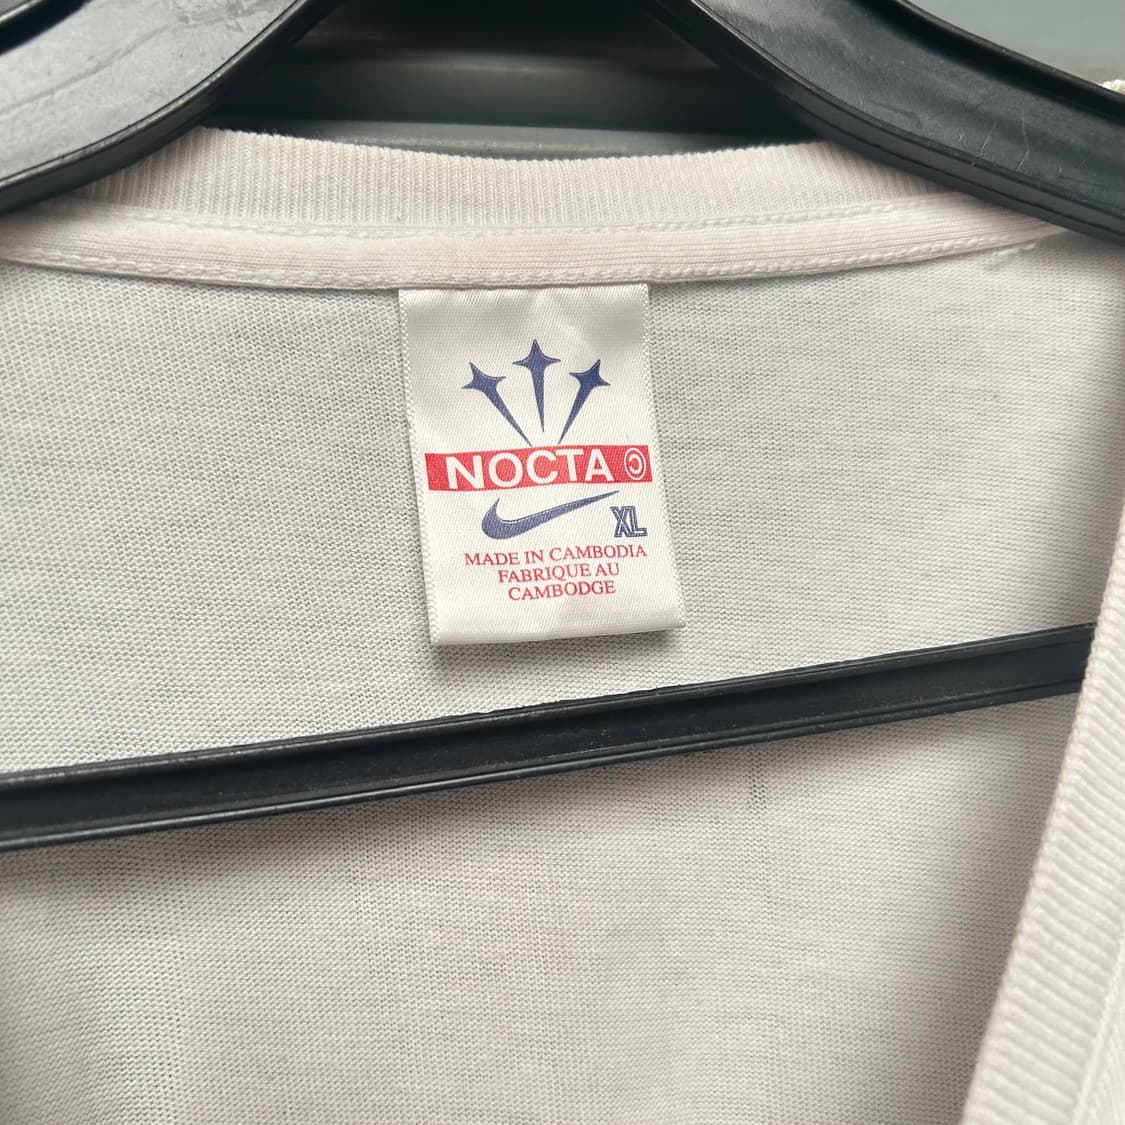 NOCTA ©
XL
MADE IN CAMBODIA
FABRIQUE AU
CAMBODGE